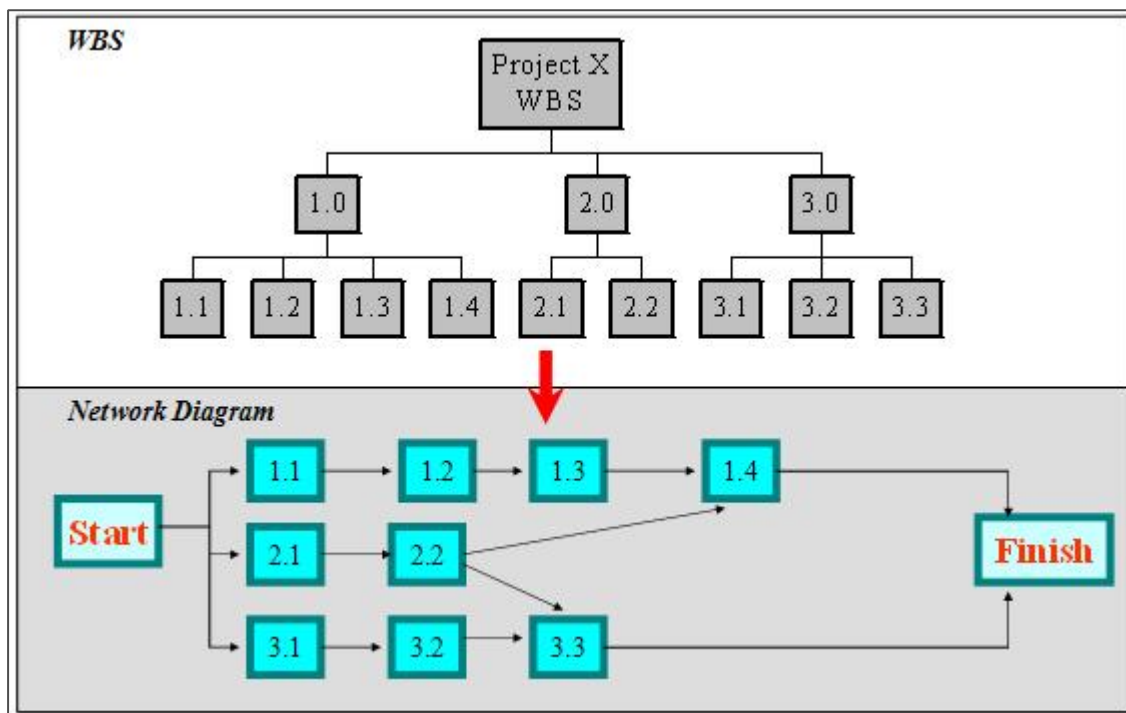 WBS
Project X
WBS
1.0 2.0 3.0
1.1 1.2 1.3 1.4 2.1 2.2 3.1 3.2 3.3
Network Diagram
1.1 1.2 1.3 1.4
Start
2.1 2.2
Finish
3.1 3.2 3.3